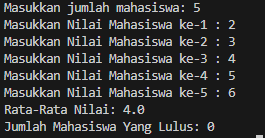 Masukkan jumlah mahasiswa: 5
Masukkan Nilai Mahasiswa ke-1 : 2
Masukkan Nilai Mahasiswa ke-2 : 3
Masukkan Nilai Mahasiswa ke-3 : 4
Masukkan Nilai Mahasiswa ke-4 : 5
Masukkan Nilai Mahasiswa ke-5 : 6
Rata-Rata Nilai: 4.0
Jumlah Mahasiswa Yang Lulus: 0